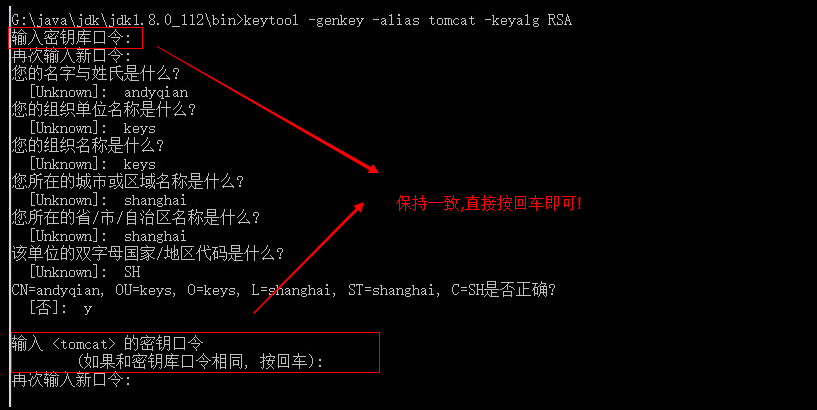 G:\java\jdk\jdk1.8.0_112\bin>keytool -genkey -alias tomcat -keyalg RSA
输入密钥库口令:
再次输入新口令:
您的名字与姓氏是什么?
[Unknown]: andyqian
您的组织单位名称是什么?
[Unknown]: keys
您的组织名称是什么?
[Unknown]: keys
您所在的城市或区域名称是什么?
[Unknown]: shanghai
您所在的省/市/自治区名称是什么?
[Unknown]: shanghai
该单位的双字母国家/地区代码是什么?
[Unknown]: SH
CN=andyqian, OU=keys, O=keys, L=shanghai, ST=shanghai, C=SH是否正确?
[否]: y
保持一致,直接按回车即可!
输入 <tomcat> 的密钥口令
(如果和密钥库口令相同, 按回车):
再次输入新口令: